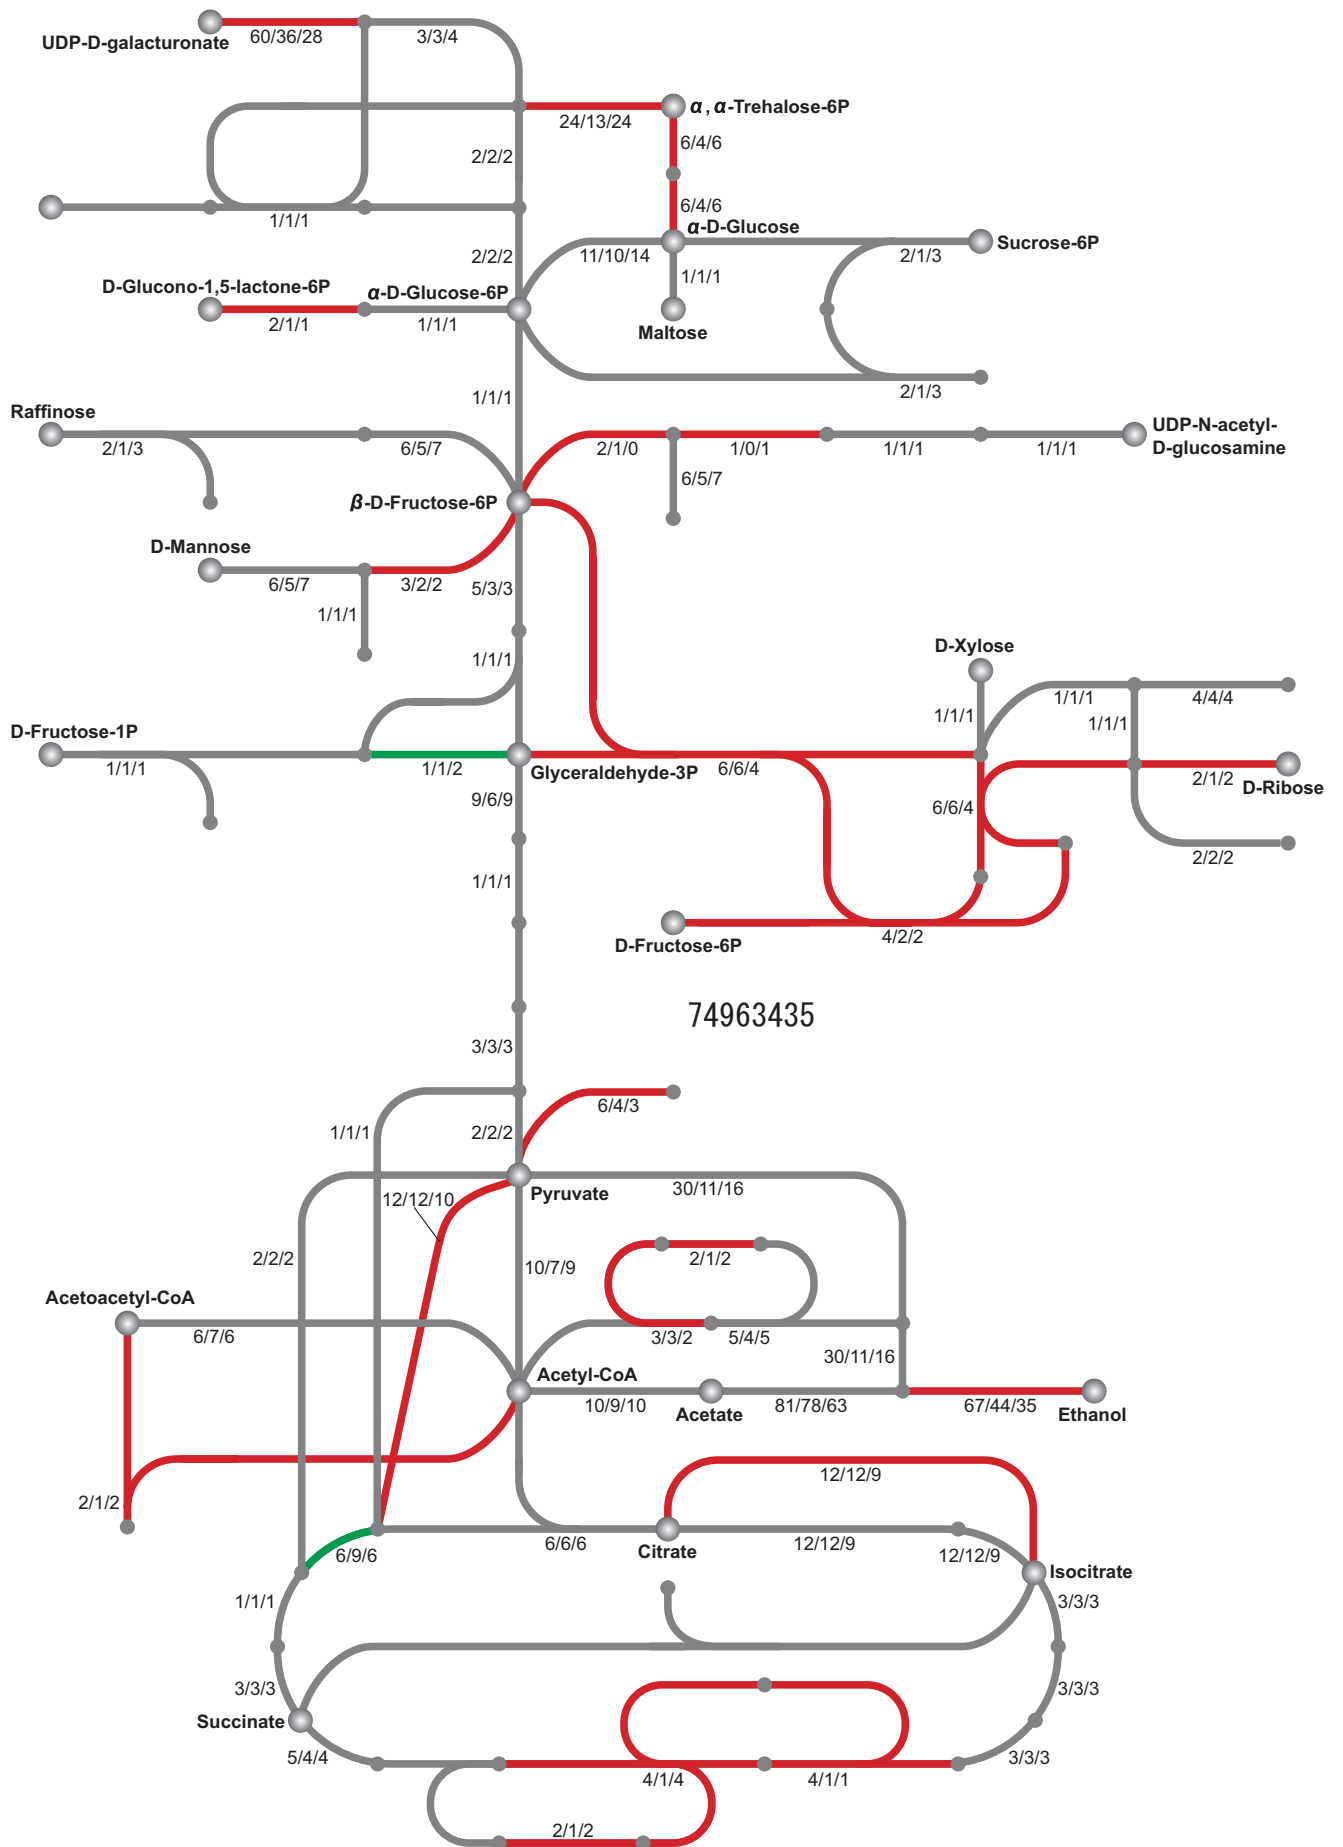 UDP-D-galacturonate
60/36/28
3/3/4
α, α-Trehalose-6P
24/13/24
6/4/6
2/2/2
6/4/6
1/1/1
α-D-Glucose
11/10/14
2/1/3
Sucrose-6P
2/2/2
1/1/1
D-Glucono-1,5-lactone-6P
α-D-Glucose-6P
2/1/1
1/1/1
Maltose
2/1/3
1/1/1
Raffinose
2/1/3
6/5/7
2/1/0
1/0/1
1/1/1
1/1/1
UDP-N-acetyl-
D-glucosamine
6/5/7
β-D-Fructose-6P
D-Mannose
6/5/7
3/2/2
5/3/3
1/1/1
1/1/1
D-Xylose
1/1/1
1/1/1
4/4/4
1/1/1
D-Fructose-1P
1/1/1
1/1/2
Glyceraldehyde-3P
6/6/4
2/1/2
D-Ribose
9/6/9
6/6/4
2/2/2
1/1/1
D-Fructose-6P
4/2/2
74963435
3/3/3
6/4/3
1/1/1
2/2/2
Pyruvate
30/11/16
12/12/10
2/2/2
10/7/9
2/1/2
Acetoacetyl-CoA
6/7/6
3/3/2
5/4/5
30/11/16
Acetyl-CoA
10/9/10
Acetate
81/78/63
67/44/35
Ethanol
12/12/9
2/1/2
6/9/6
6/6/6
Citrate
12/12/9
12/12/9
Isocitrate
1/1/1
3/3/3
3/3/3
3/3/3
Succinate
5/4/4
4/1/4
4/1/1
3/3/3
2/1/2